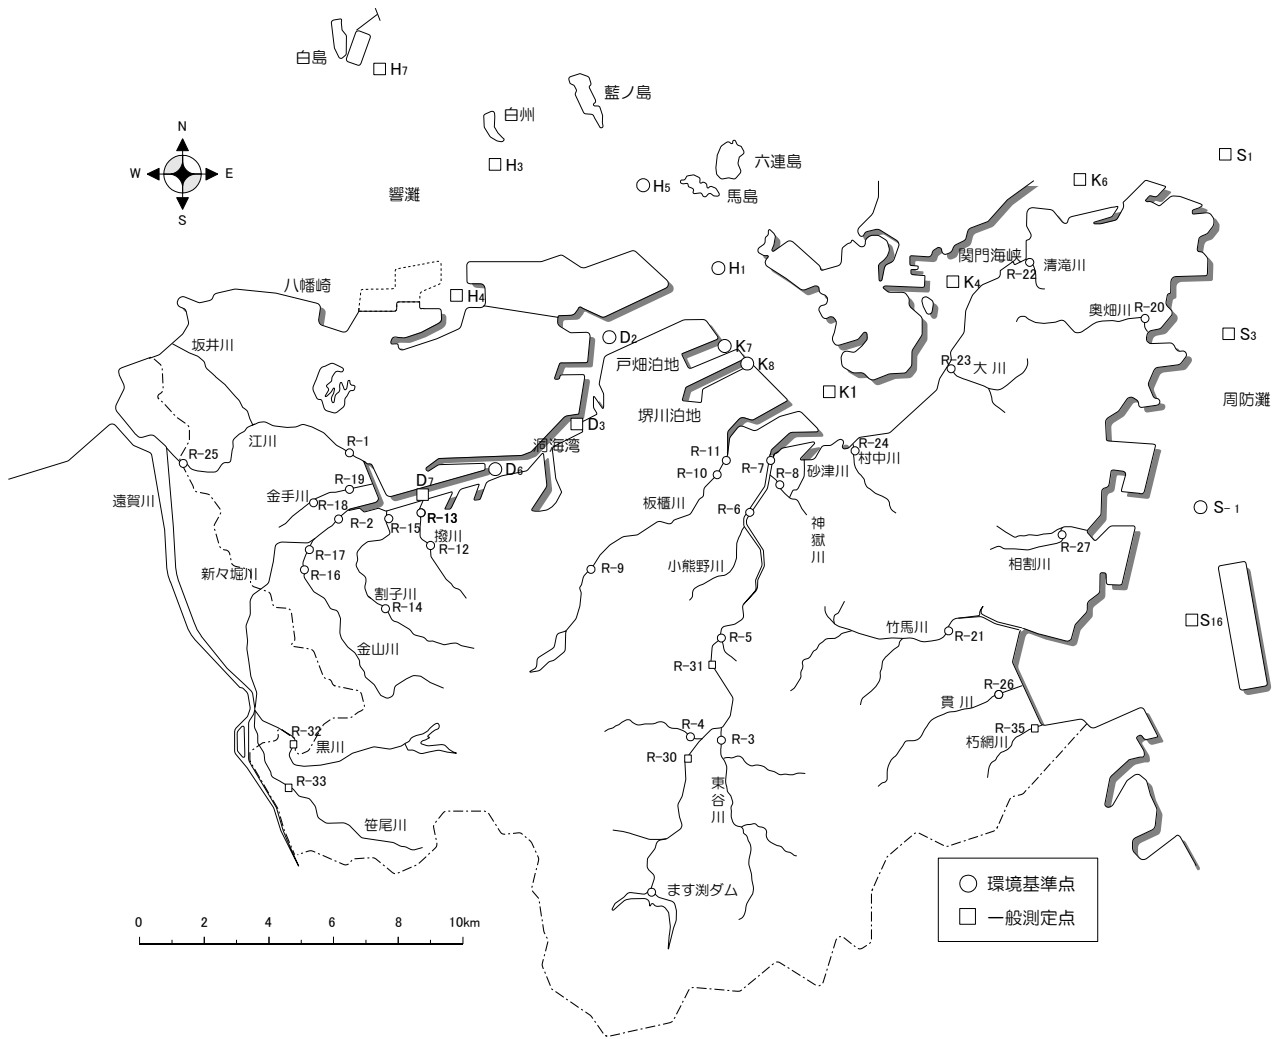 白島
H7
藍ノ島
白州
N
W
E
S
H3
六連島
S1
H5
馬島
K6
響灘
関門海峡
清滝川
R-22
H1
K4
八幡崎
H4
奥畑川
R-20
D2
坂井川
K7
S3
戸畑泊地
K8
R-23
大川
K1
周防灘
堺川泊地
D3
江川
R-1
洞海湾
R-24
村中川
R-25
R-11
R-7
D6
R-10
R-8
砂津川
D7
R-19
金手川
R-18
遠賀川
板櫃川
R-6
S-1
R-2
R-15
R-13
神嶽川
撥川
R-12
R-17
R-27
相割川
R-16
新々堀川
R-9
小熊野川
割子川
R-14
S16
竹馬川
R-21
R-5
金山川
R-31
R-26
貫川
R-32
黒川
R-4
R-3
R-35
朽網川
R-30
R-33
東谷川
笹尾川
ます渕ダム
環境基準点
一般測定点
0 2 4 6 8 10km